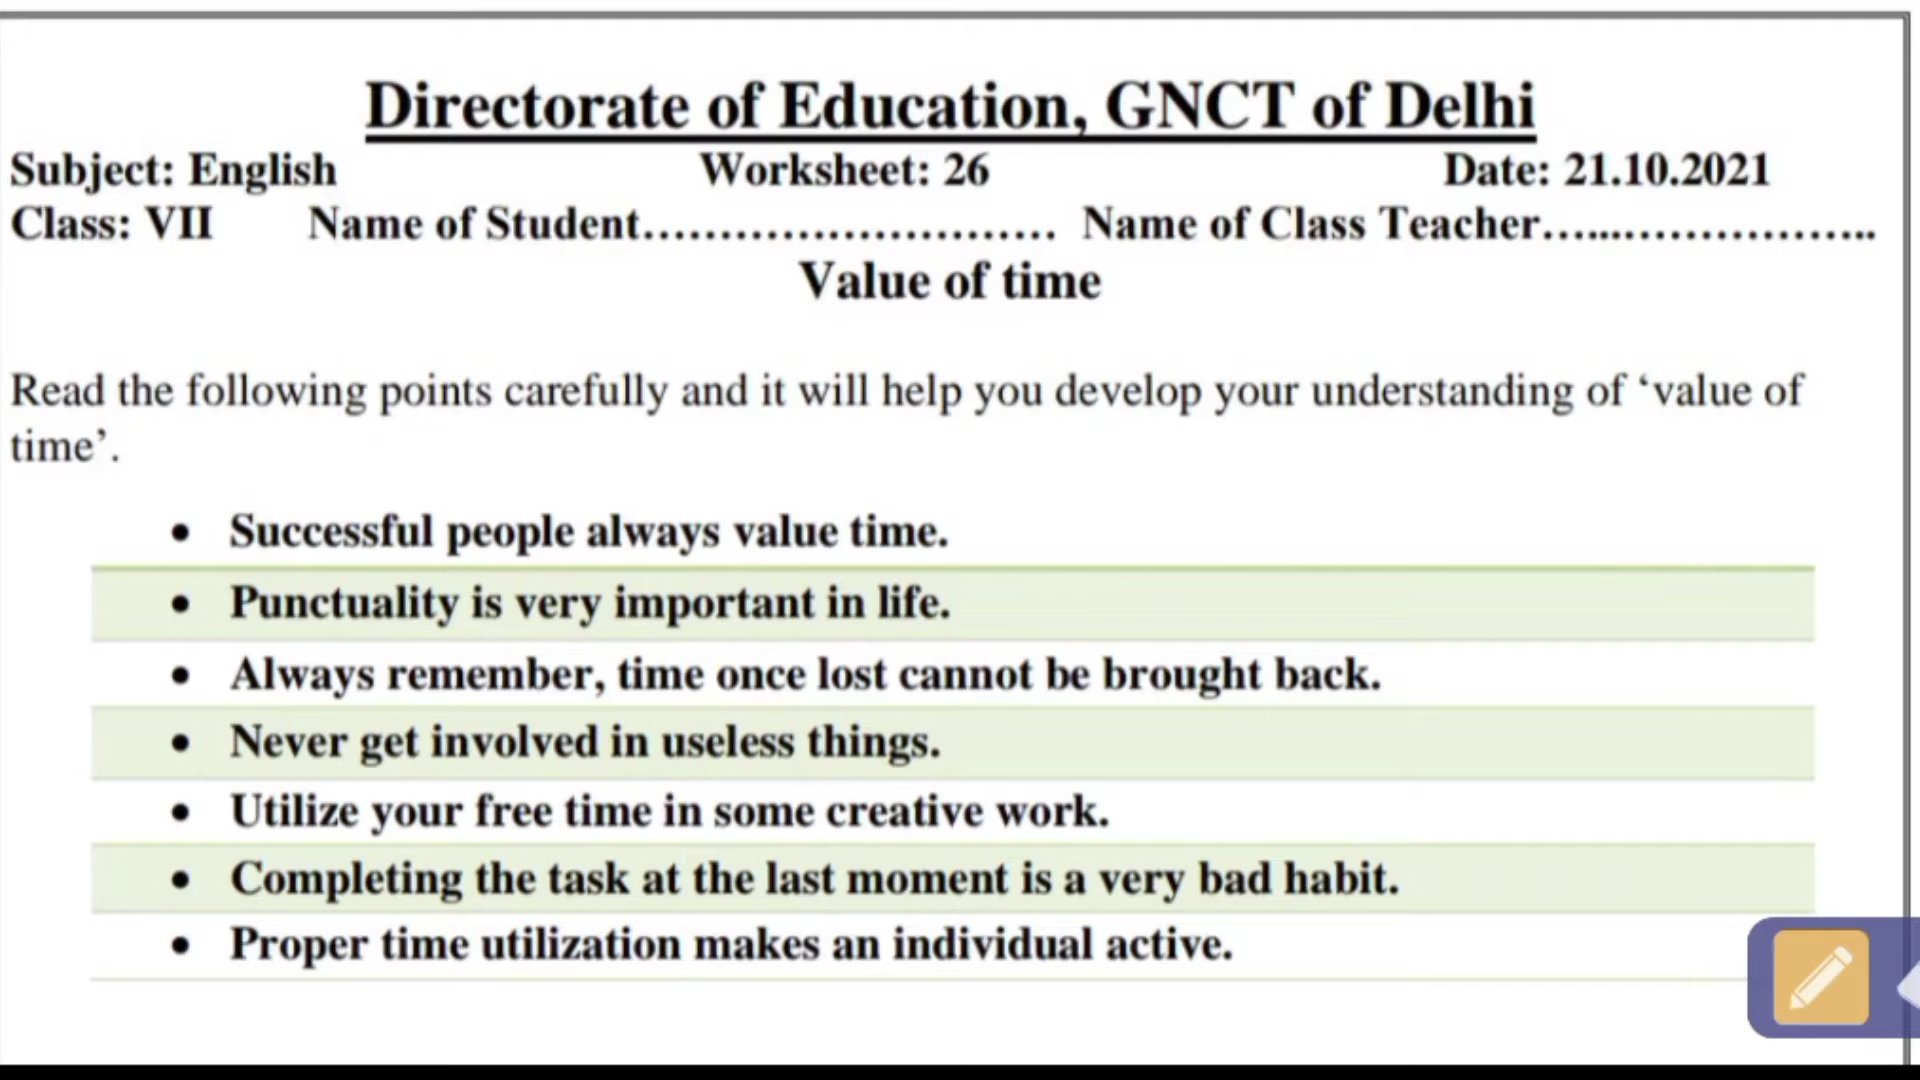 Directorate of Education, GNCT of Delhi
Subject: English Worksheet: 26 Date: 21.10.2021
Class: VII Name of Student……………………… Name of Class Teacher…...……………..
Value of time
Read the following points carefully and it will help you develop your understanding of ‘value of
time’.
• Successful people always value time.
• Punctuality is very important in life.
• Always remember, time once lost cannot be brought back.
• Never get involved in useless things.
• Utilize your free time in some creative work.
• Completing the task at the last moment is a very bad habit.
• Proper time utilization makes an individual active.